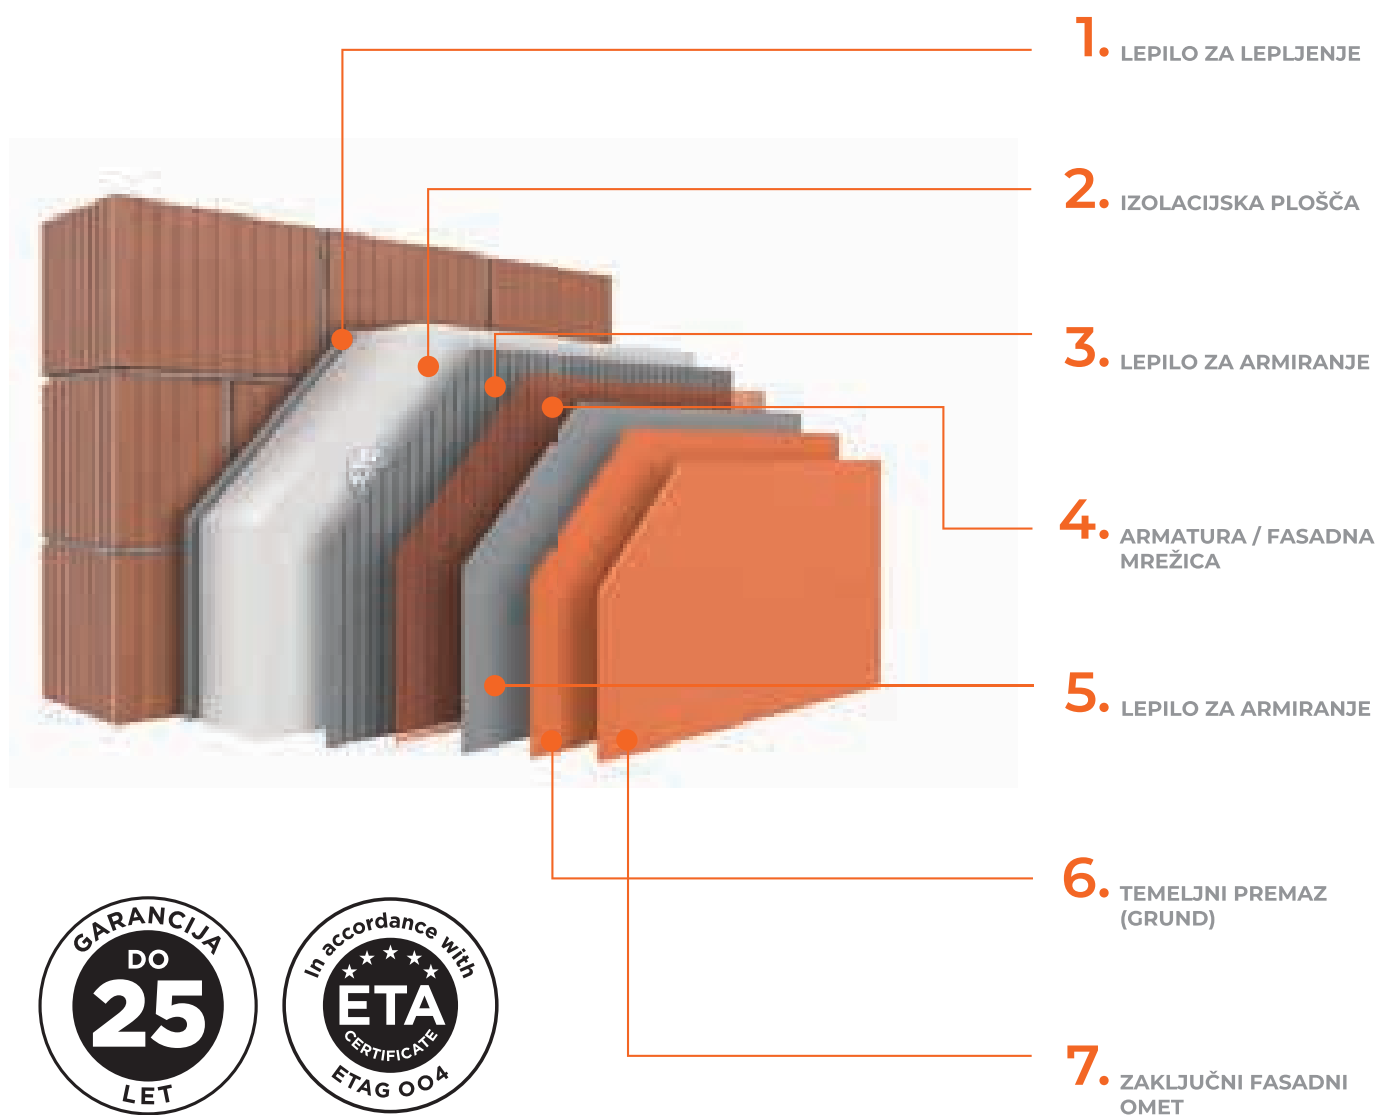 1. LEPILO ZA LEPLJENJE
2. IZOLACIJSKA PLOŠČA
3. LEPILO ZA ARMIRANJE
4. ARMATURA / FASADNA
MREŽICA
5. LEPILO ZA ARMIRANJE
6. TEMELJNI PREMAZ
(GRUND)
7. ZAKLJUČNI FASADNI
OMET
GARANCIJA
DO
25
LET
In accordance with
ETA
CERTIFICATE
ETAG 004